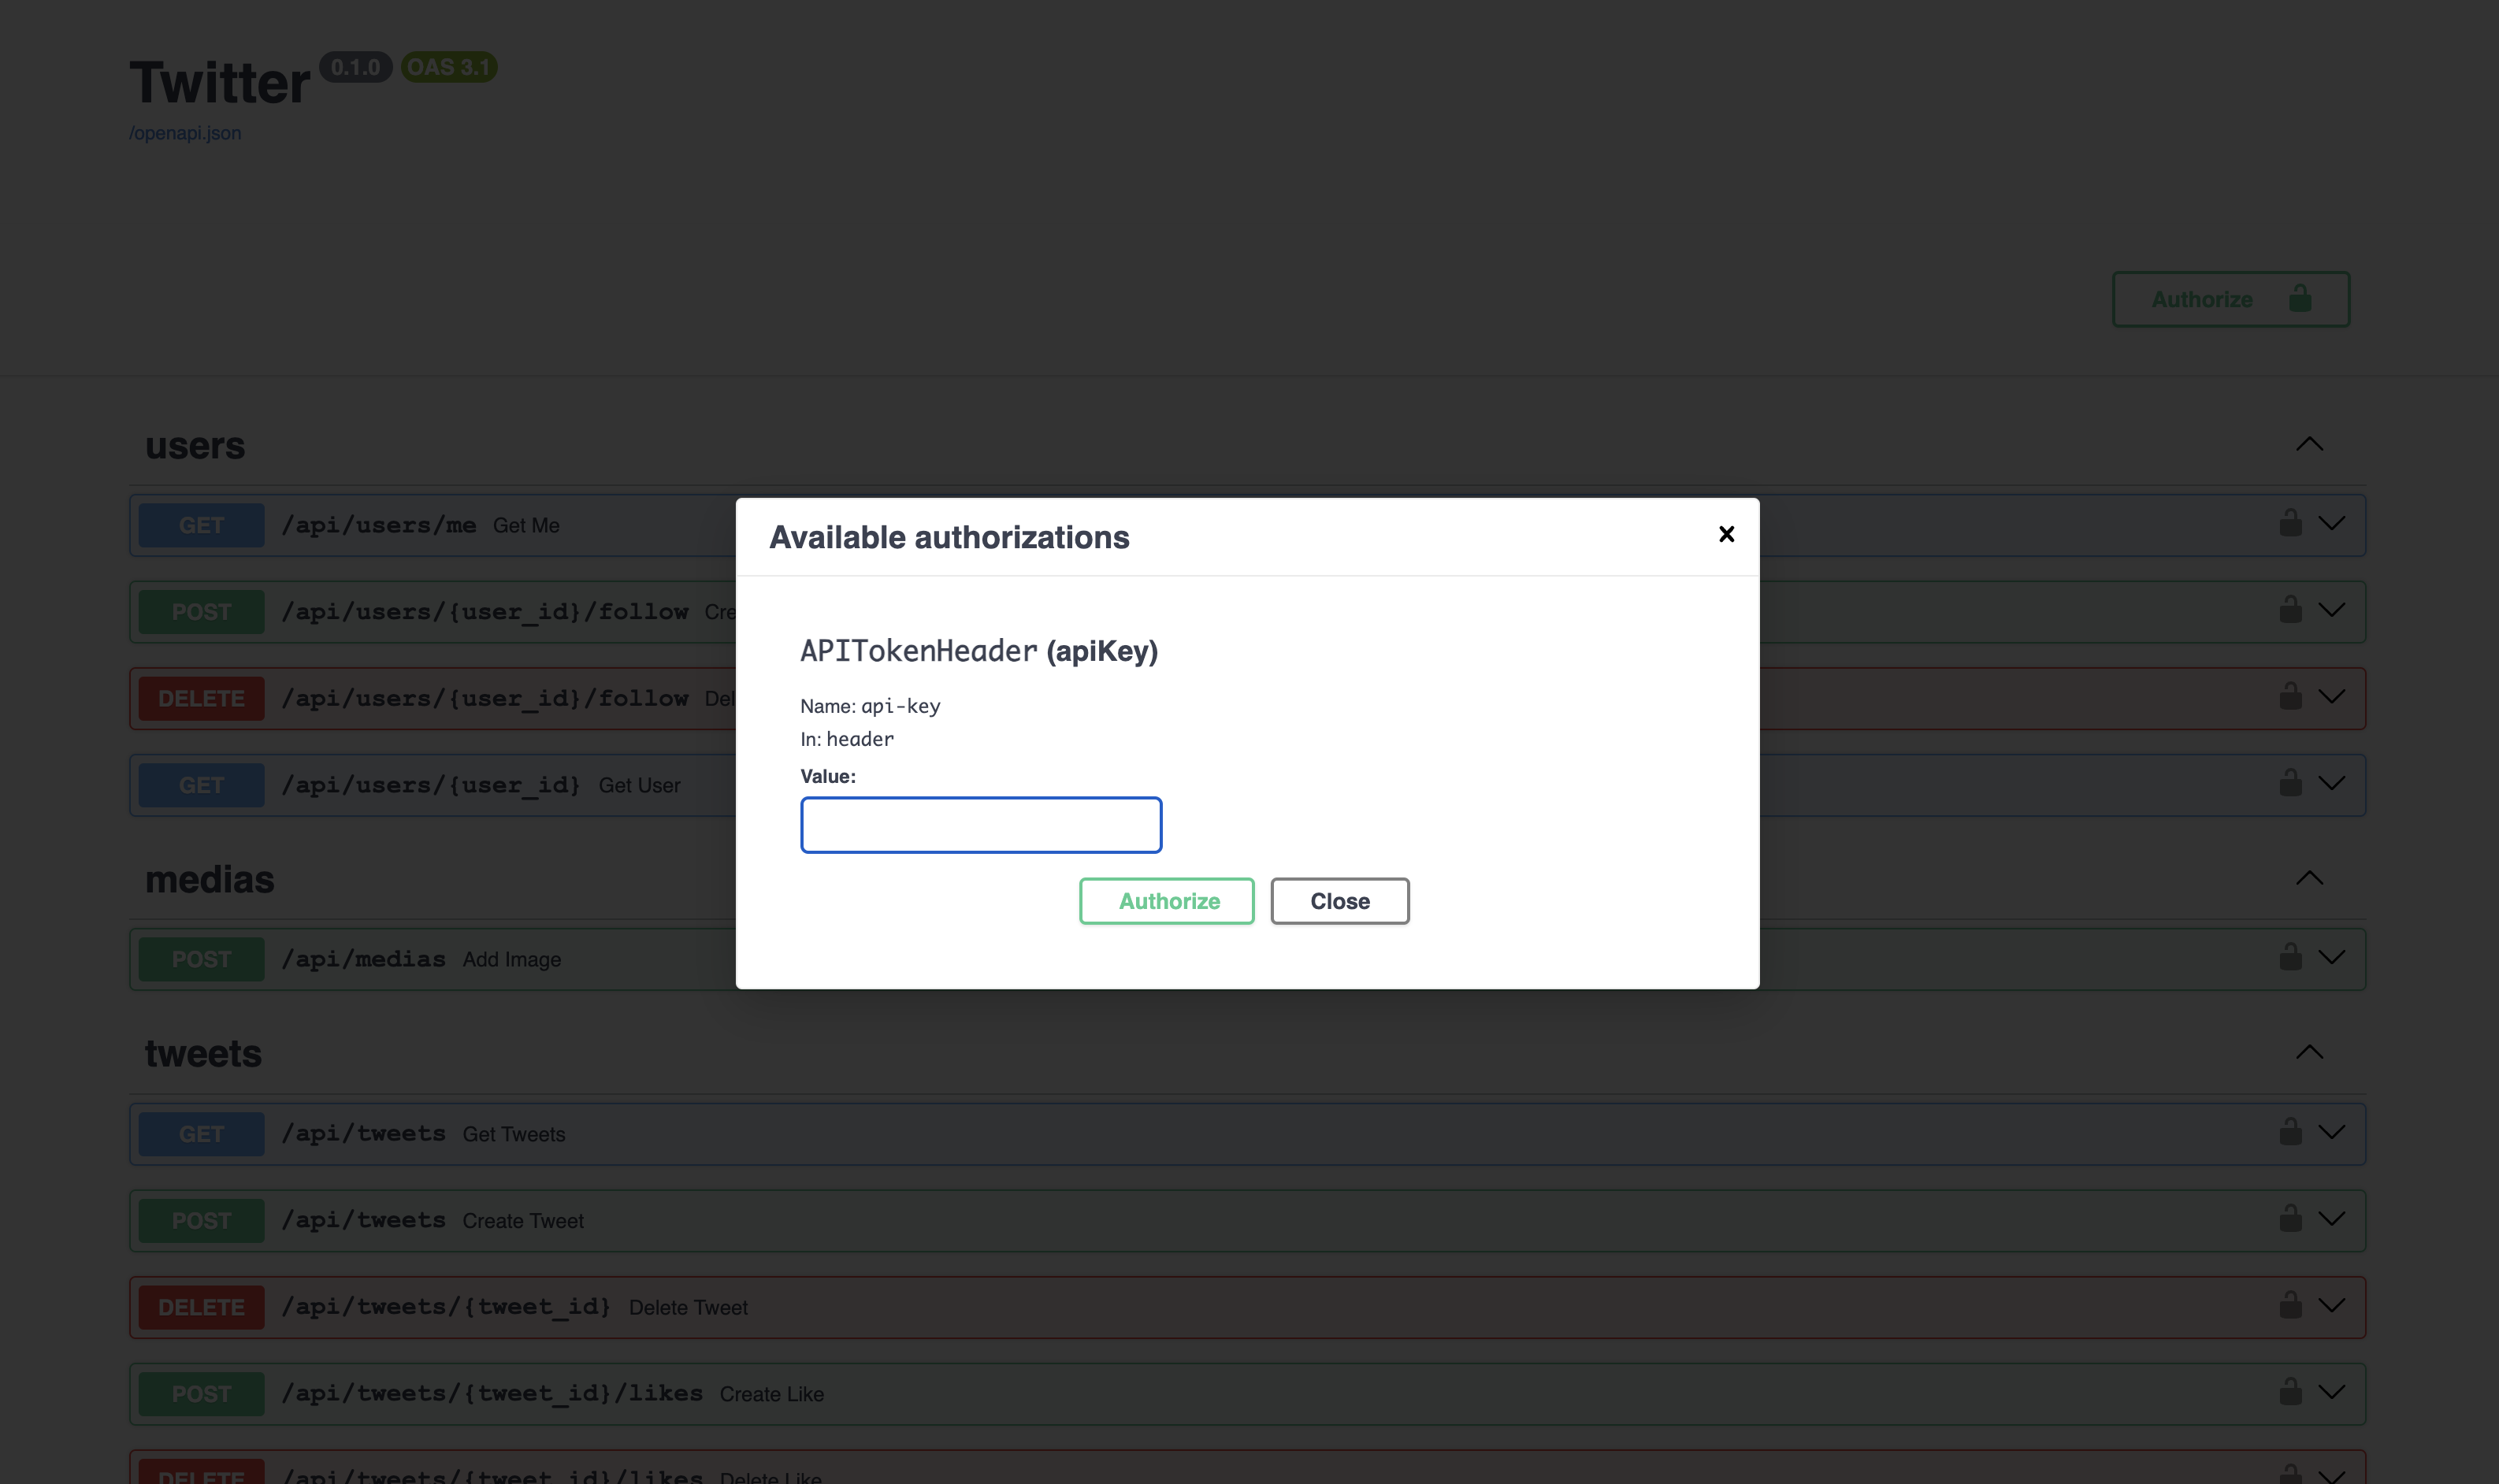 Twitter 0.1.0 OAS 3.1
/openapi.json
Authorize
users
GET /api/users/me Get Me
POST /api/users/{user_id}/follow Cre
DELETE /api/users/{user_id}/follow Del
GET /api/users/{user_id} Get User
Available authorizations
APITokenHeader (apiKey)
Name: api-key
In: header
Value:
Authorize Close
medias
POST /api/medias Add Image
tweets
GET /api/tweets Get Tweets
POST /api/tweets Create Tweet
DELETE /api/tweets/{tweet_id} Delete Tweet
POST /api/tweets/{tweet_id}/likes Create Like
DELETE /api/tweets/{tweet_id}/likes Delete Like